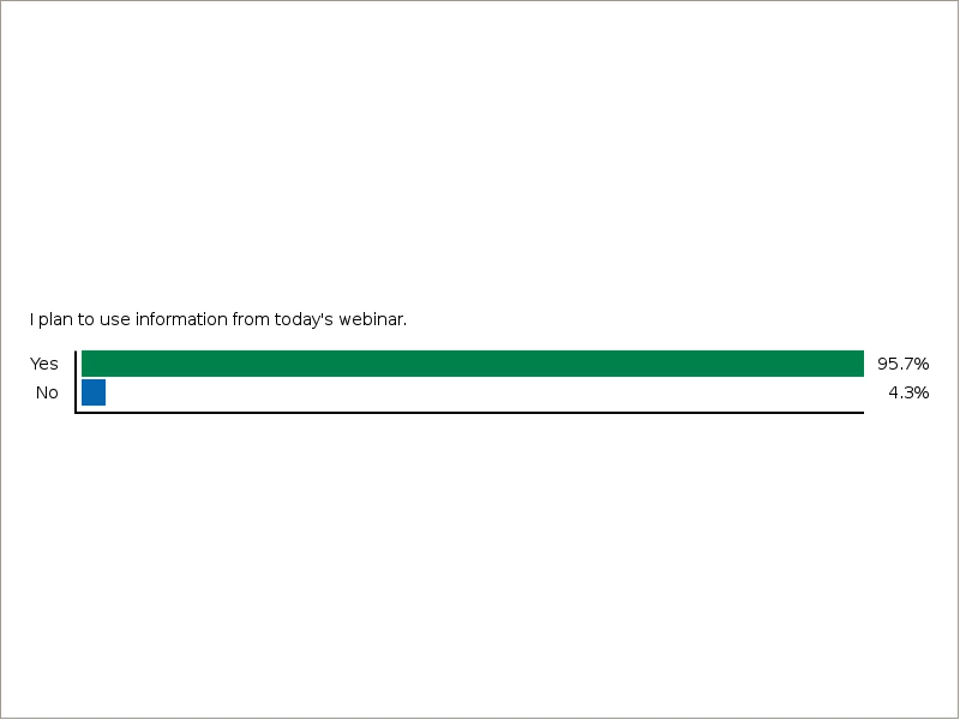 I plan to use information from today's webinar.
Yes 95.7%
No 4.3%